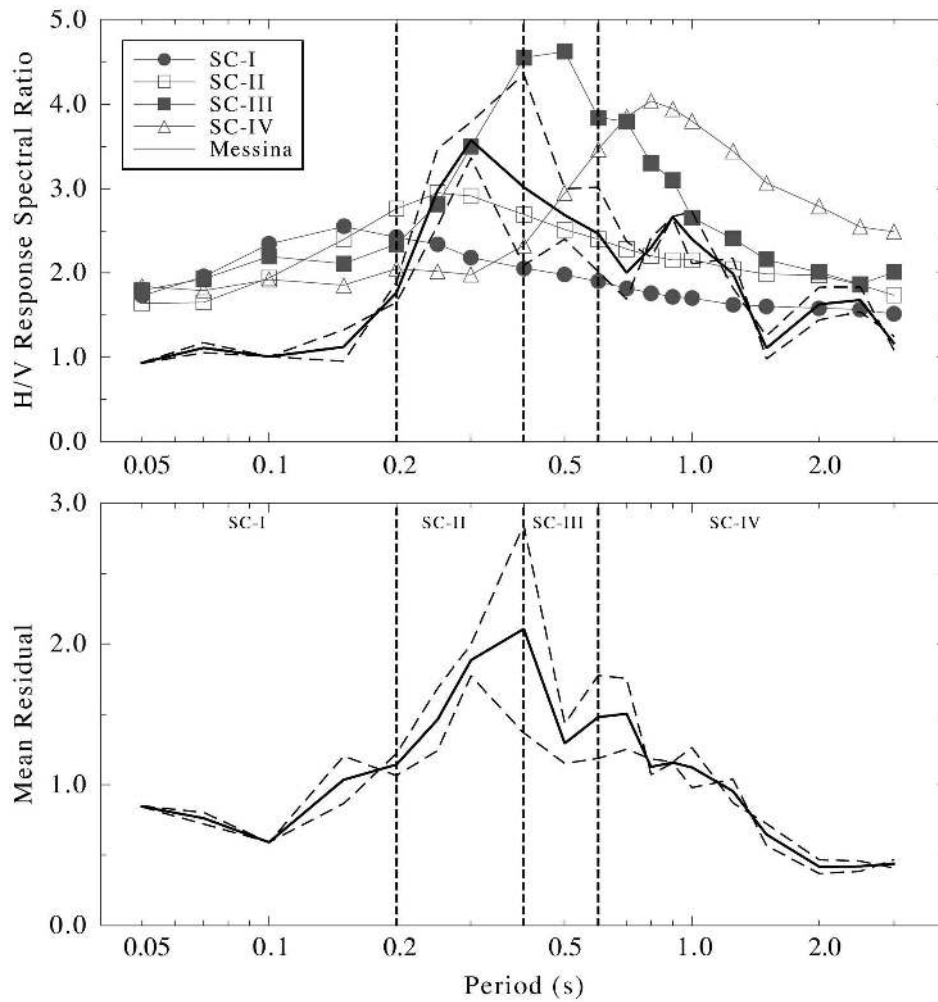 H/V Response Spectral Ratio
5.0
4.0
3.0
2.0
1.0
0.0
SC-I
SC-II
SC-III
SC-IV
Messina
0.05
0.1
0.2
0.5
1.0
2.0
Mean Residual
3.0
2.0
1.0
0.0
SC-I
SC-II
SC-III
SC-IV
0.05
0.1
0.2
0.5
1.0
2.0
Period (s)